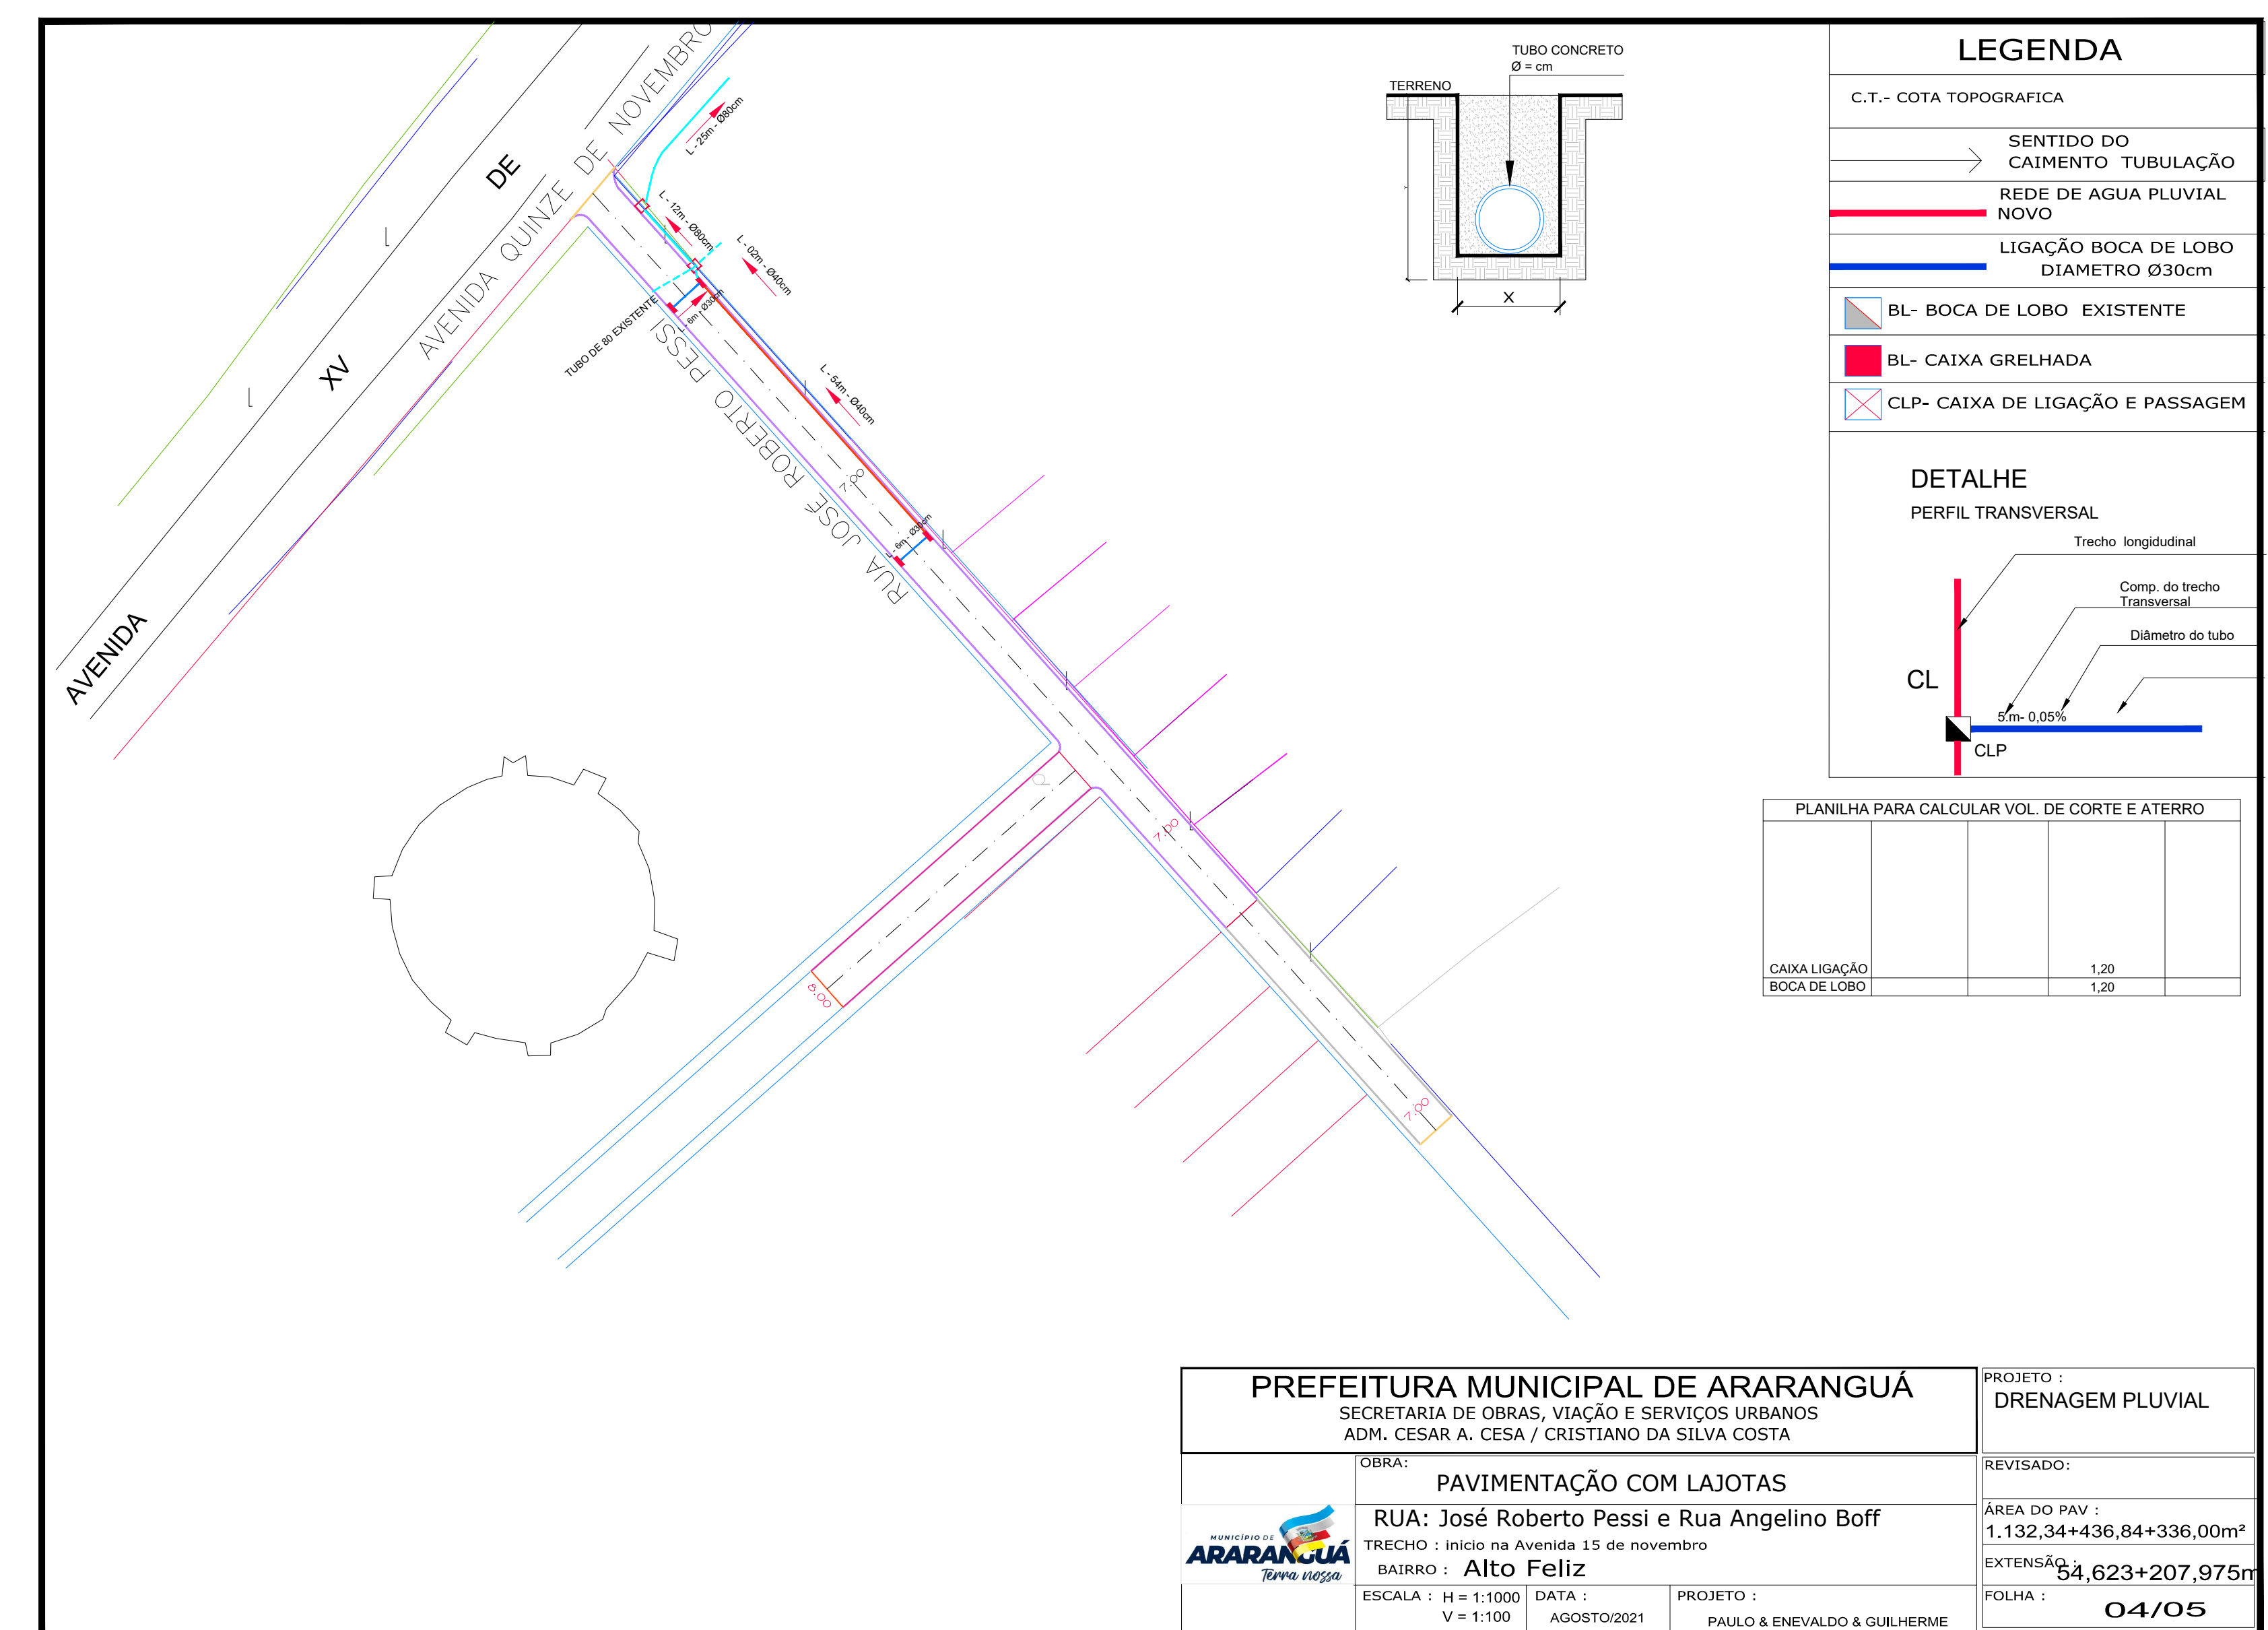 AVENIDA
XV
DE
AVENIDA QUINZE DE NOVEMBRO
L - 25m - Ø80cm
L - 12m - Ø80cm
L - 02m - Ø40cm
TUBO DE 80 EXISTENTE
L - 6m - Ø30cm
L - 54m - Ø40cm
7.00
L - 6m - Ø30cm
RUA JOSÉ ROBERTO PESSI
7.00
8.00
7.00
TUBO CONCRETO
Ø = cm
TERRENO
X
LEGENDA
C.T.- COTA TOPOGRAFICA
SENTIDO DO
CAIMENTO TUBULAÇÃO
REDE DE AGUA PLUVIAL
NOVO
LIGAÇÃO BOCA DE LOBO
DIAMETRO Ø30cm
BL- BOCA DE LOBO EXISTENTE
BL- CAIXA GRELHADA
CLP- CAIXA DE LIGAÇÃO E PASSAGEM
DETALHE
PERFIL TRANSVERSAL
Trecho longidudinal
Comp. do trecho
Transversal
Diâmetro do tubo
CL
5.m- 0,05%
CLP
PLANILHA PARA CALCULAR VOL. DE CORTE E ATERRO
CAIXA LIGAÇÃO 1,20
BOCA DE LOBO 1,20
PREFEITURA MUNICIPAL DE ARARANGUÁ
SECRETARIA DE OBRAS, VIAÇÃO E SERVIÇOS URBANOS
ADM. CESAR A. CESA / CRISTIANO DA SILVA COSTA
PROJETO :
DRENAGEM PLUVIAL
MUNICÍPIO DE
ARARANGUÁ
Terra nossa
OBRA:
PAVIMENTAÇÃO COM LAJOTAS
RUA: José Roberto Pessi e Rua Angelino Boff
TRECHO : inicio na Avenida 15 de novembro
BAIRRO : Alto Feliz
ESCALA : H = 1:1000
V = 1:100
DATA :
AGOSTO/2021
PROJETO :
PAULO & ENEVALDO & GUILHERME
REVISADO:
ÁREA DO PAV :
1.132,34+436,84+336,00m²
EXTENSÃO :
54,623+207,975m
FOLHA :
04/05